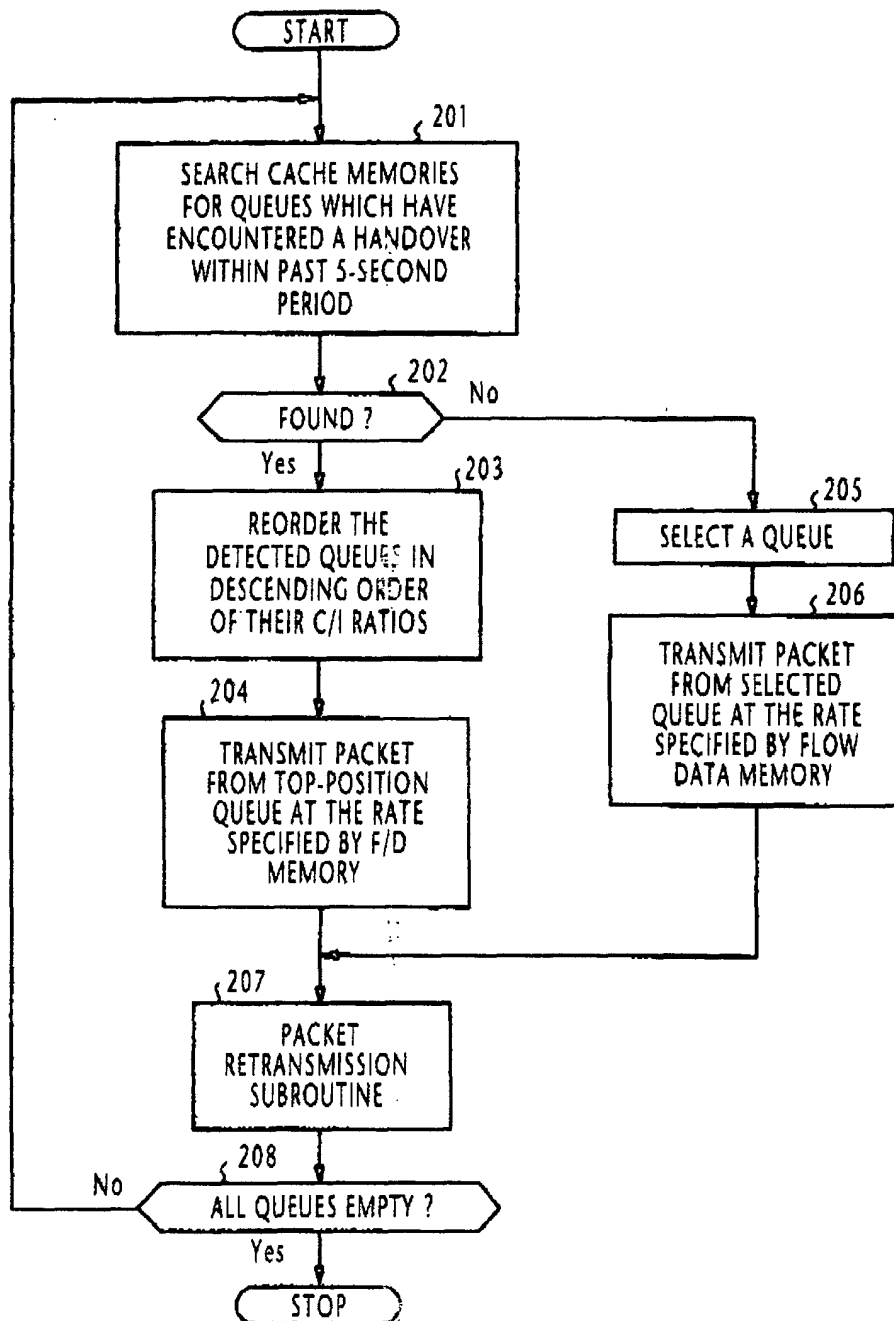 START
201
SEARCH CACHE MEMORIES
FOR QUEUES WHICH HAVE
ENCOUNTERED A HANDOVER
WITHIN PAST 5-SECOND
PERIOD
202
FOUND ?
No
Yes
203
REORDER THE
DETECTED QUEUES IN
DESCENDING ORDER
OF THEIR C/I RATIOS
204
TRANSMIT PACKET
FROM TOP-POSITION
QUEUE AT THE RATE
SPECIFIED BY F/D
MEMORY
205
SELECT A QUEUE
206
TRANSMIT PACKET
FROM SELECTED
QUEUE AT THE RATE
SPECIFIED BY FLOW
DATA MEMORY
207
PACKET
RETRANSMISSION
SUBROUTINE
208
No
ALL QUEUES EMPTY ?
Yes
STOP